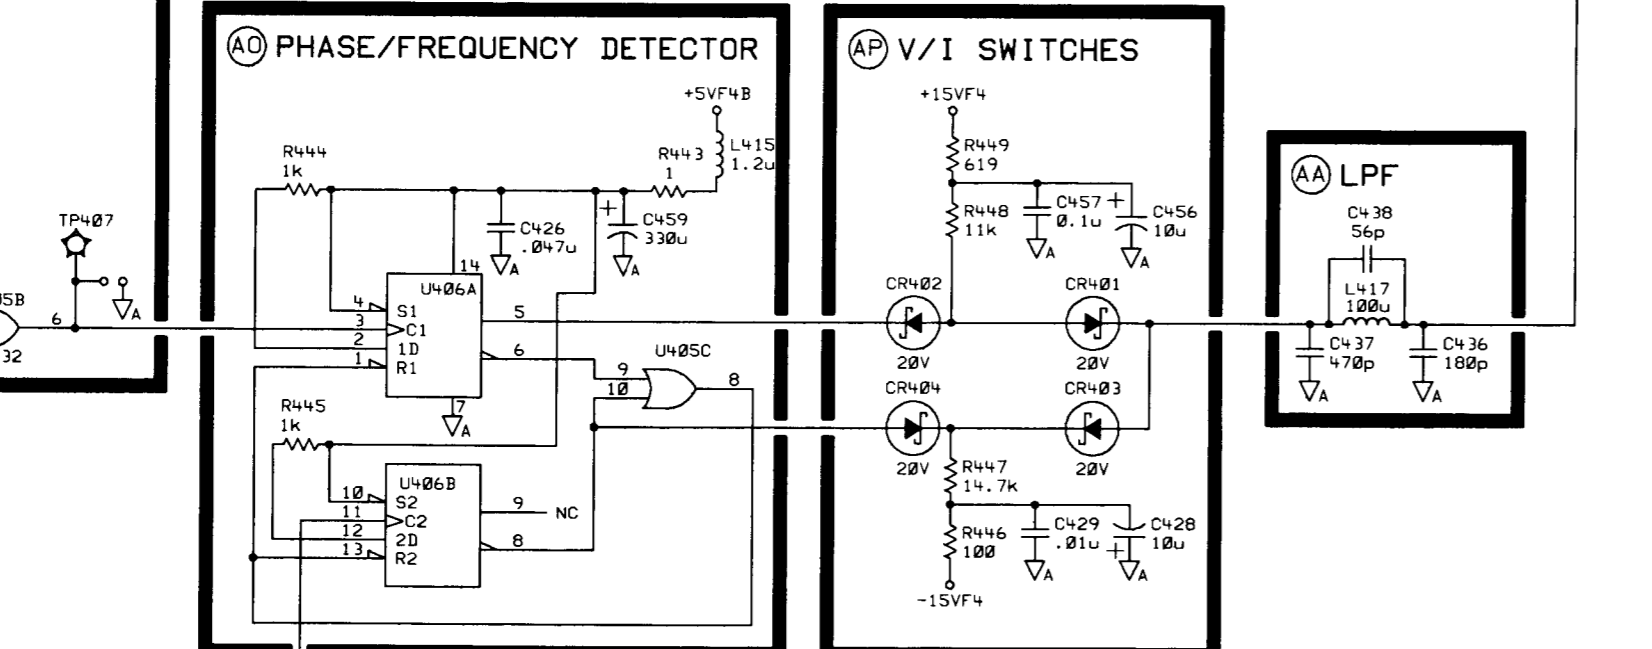 AO PHASE/FREQUENCY DETECTOR
+5VF4B
L415
1.2u
R444
1k
R443
1
C426
.047u
A
+
C459
330u
A
TP407
A
5B
6
32
14
U406A
4
S1
3
C1
2
1D
1
R1
5
6
7
A
U405C
9
10
8
R445
1k
U406B
10
S2
11
C2
12
2D
13
R2
9
NC
8
AP V/I SWITCHES
+15VF4
R449
619
R448
11k
C457
0.1u
A
+
C456
10u
A
CR402
20V
CR401
20V
CR404
20V
CR403
20V
R447
14.7k
R446
100
C429
.01u
A
C428
10u
+
A
-15VF4
AA LPF
C438
56p
L417
100u
C437
470p
A
C436
180p
A